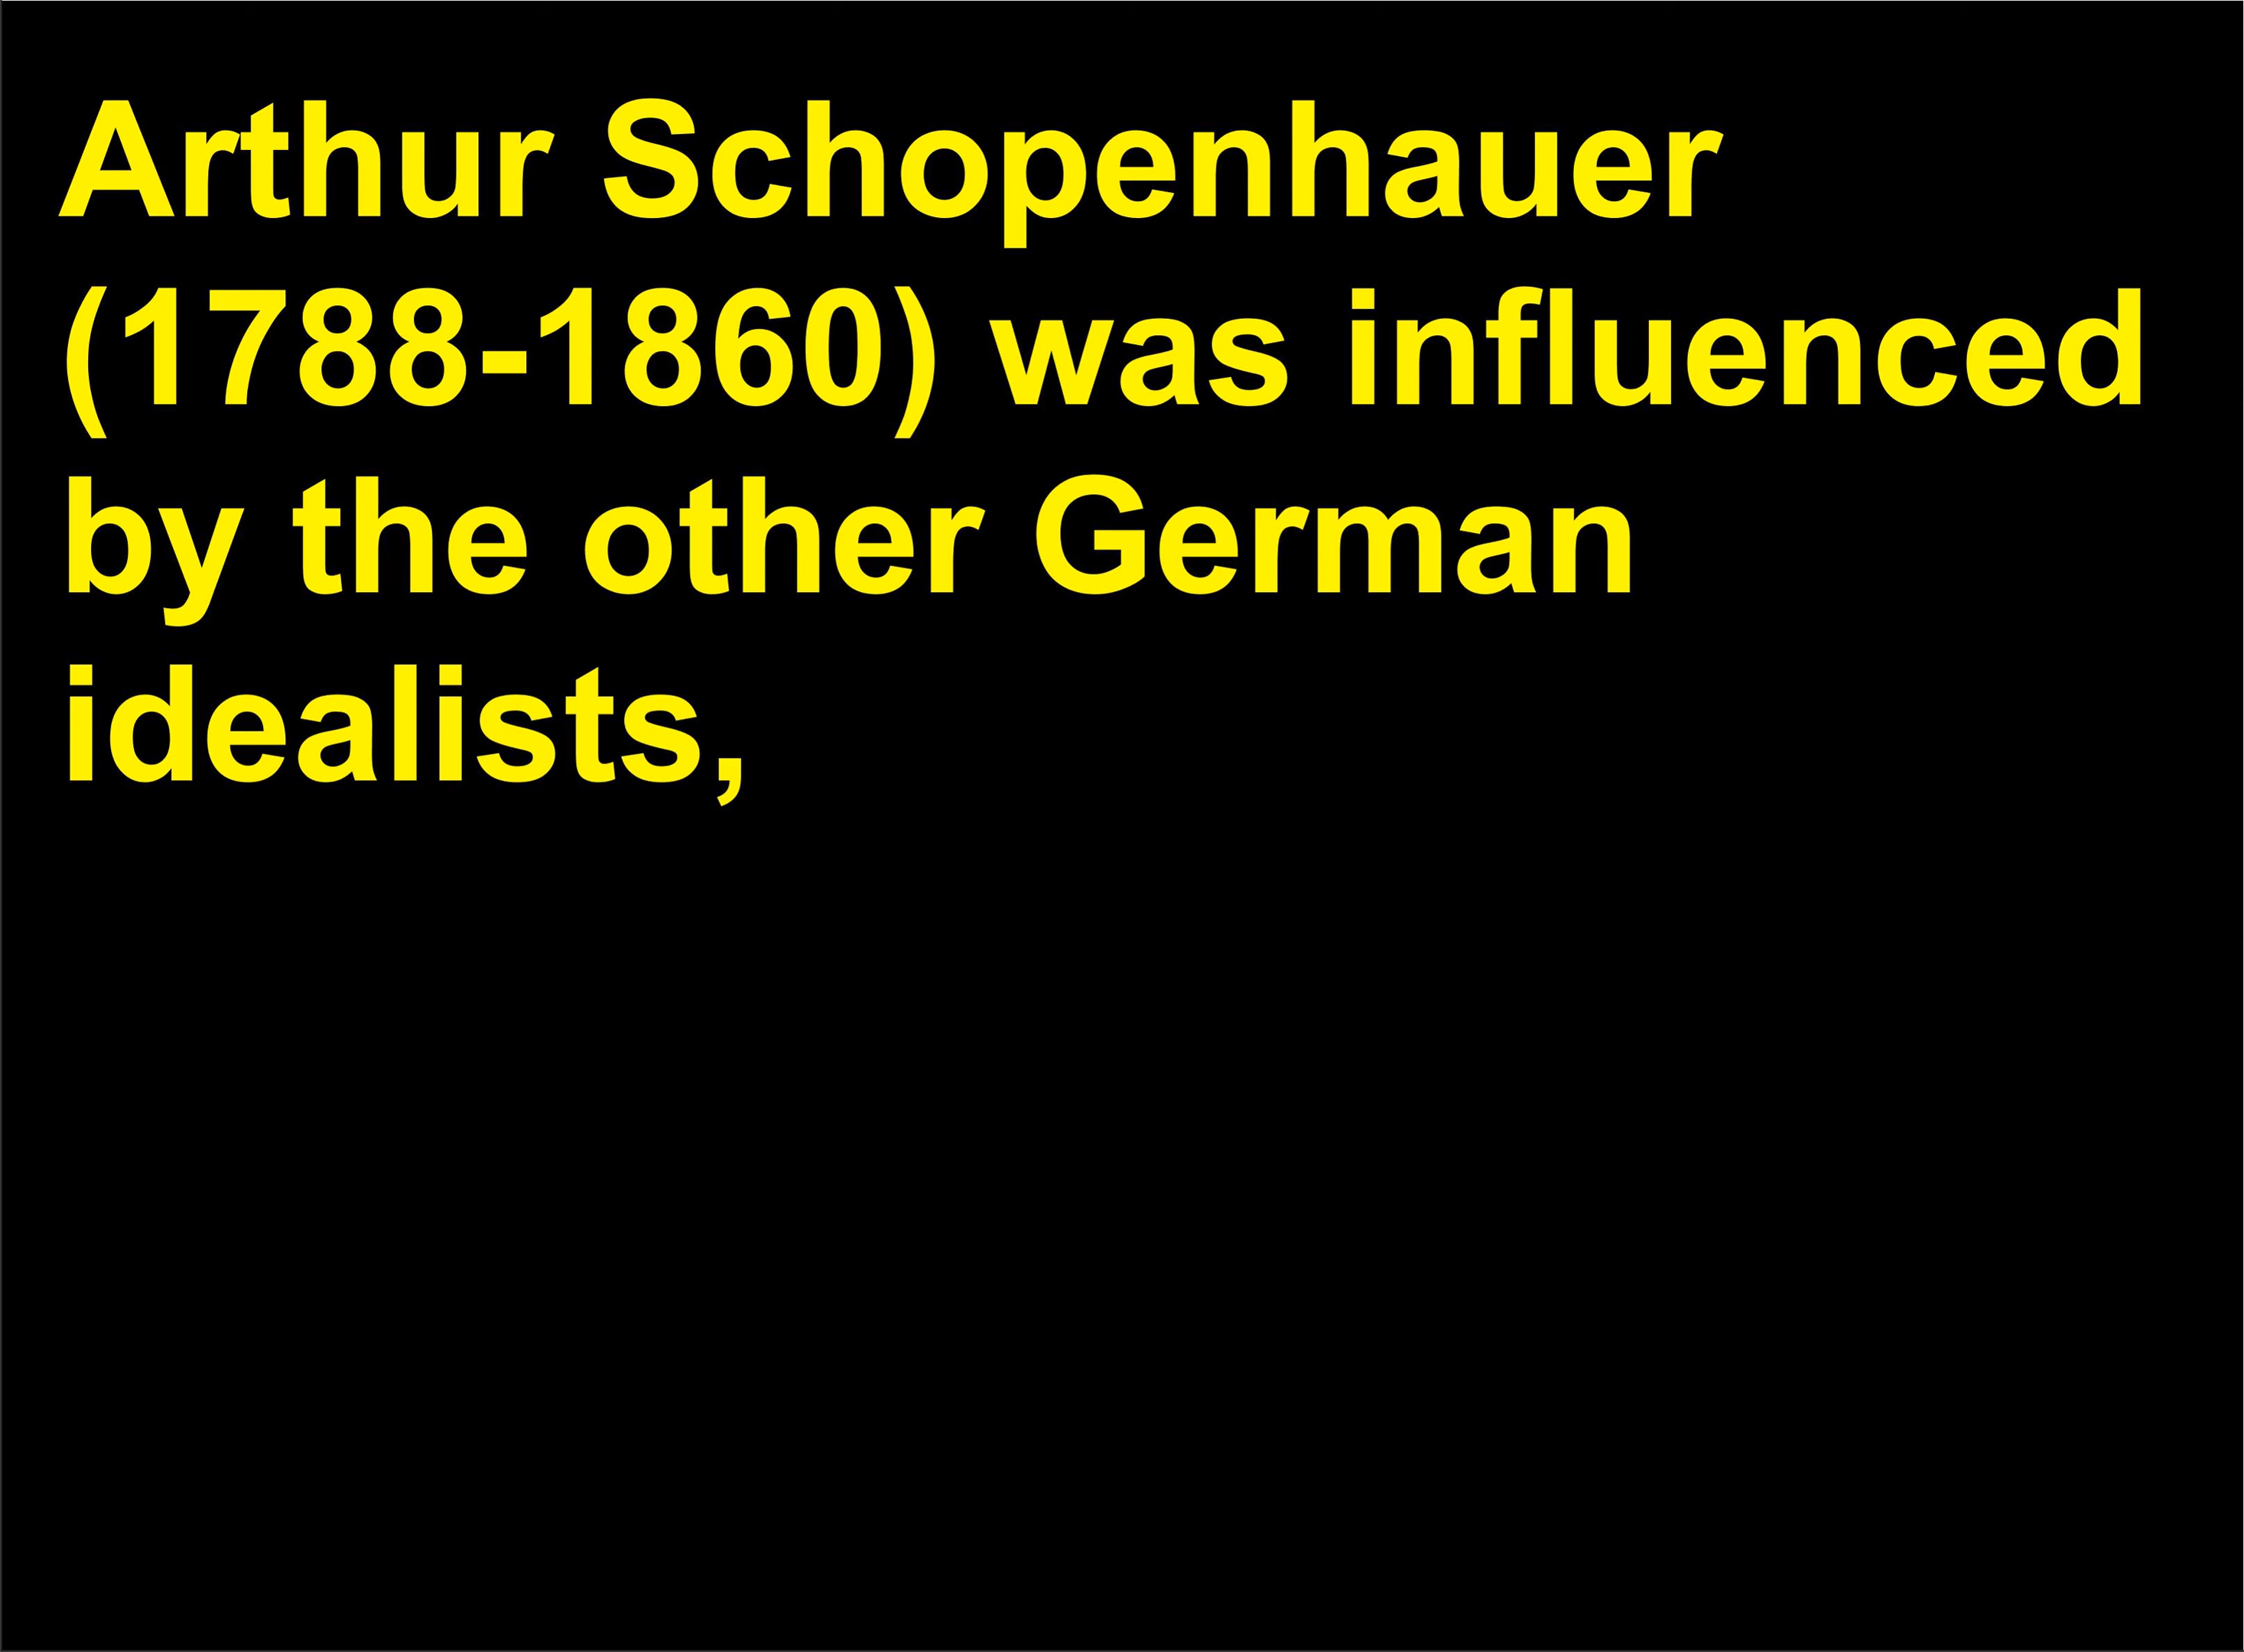 Arthur Schopenhauer
(1788-1860) was influenced
by the other German
idealists,